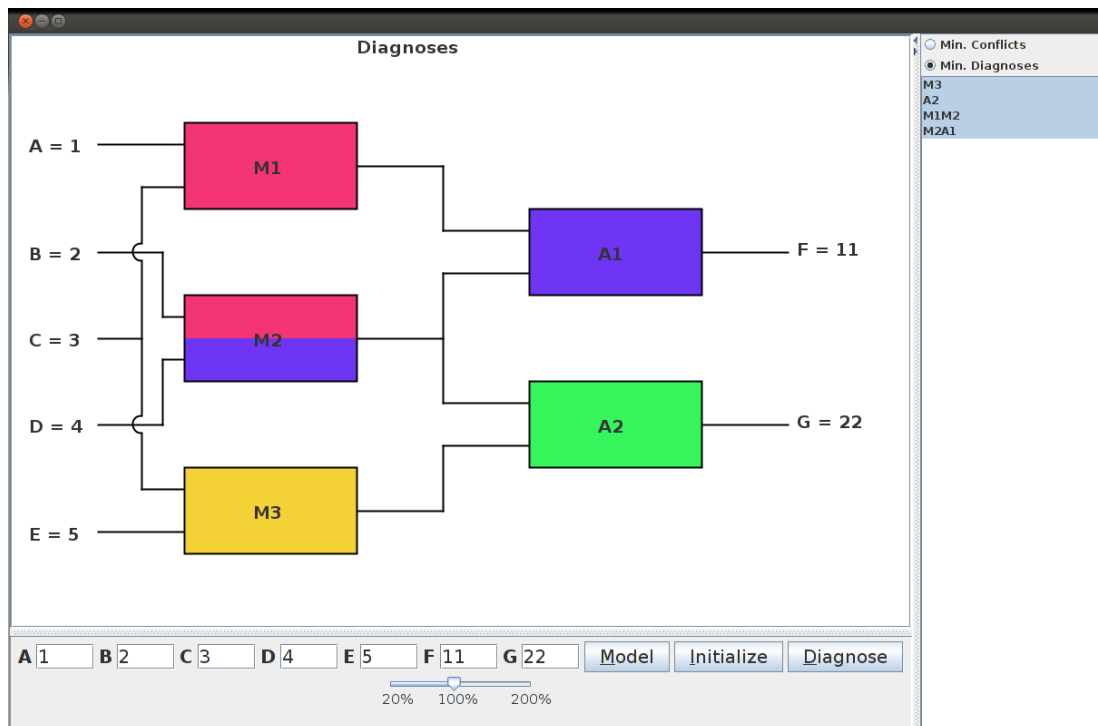 Diagnoses
A = 1
B = 2
C = 3
D = 4
E = 5
M1
M2
M3
A1
A2
F = 11
G = 22
Min. Conflicts
Min. Diagnoses
M3
A2
M1M2
M2A1
A 1 B 2 C 3 D 4 E 5 F 11 G 22 Model Initialize Diagnose
20% 100% 200%